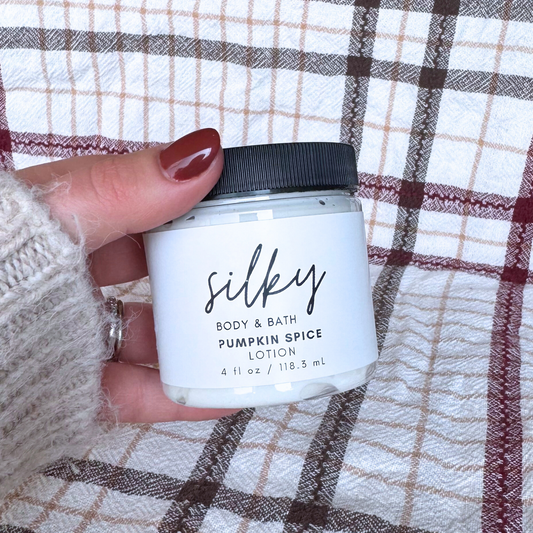 silky
BODY & BATH
PUMPKIN SPICE
LOTION
4 fl oz / 118.3 mL